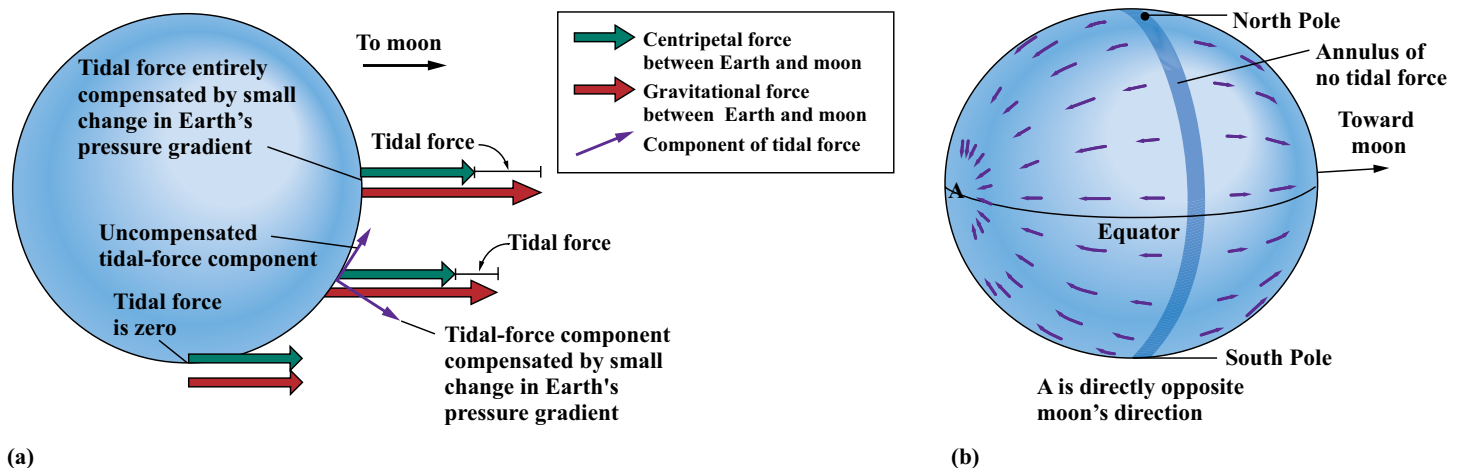 Tidal force entirely
compensated by small
change in Earth’s
pressure gradient
To moon
Tidal force
Uncompensated
tidal-force component
Tidal force
Tidal force
is zero
Tidal-force component
compensated by small
change in Earth's
pressure gradient
(a)
Centripetal force
between Earth and moon
Gravitational force
between Earth and moon
Component of tidal force
North Pole
Annulus of
no tidal force
Toward
moon
A
Equator
South Pole
A is directly opposite
moon’s direction
(b)